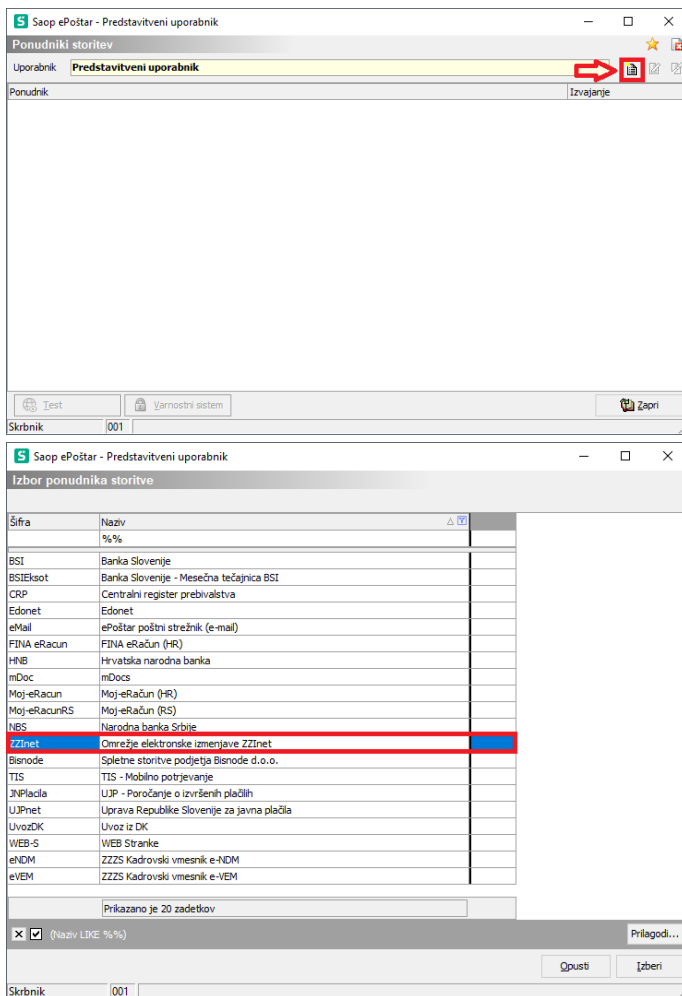 Saop ePoštar - Predstavitveni uporabnik
Ponudniki storitev
Uporabnik Predstavitveni uporabnik
Ponudnik Izvajanje
Test Varnostni sistem Zapri
Skrbnik 001
Saop ePoštar - Predstavitveni uporabnik
Izbor ponudnika storitve
Šifra Naziv
%%
BSI Banka Slovenije
BSIEksot Banka Slovenije - Mesečna tečajnica BSI
CRP Centralni register prebivalstva
Edonet Edonet
eMail ePoštar poštni strežnik (e-mail)
FINA eRacun FINA eRačun (HR)
HNB Hrvatska narodna banka
mDoc mDocs
Moj-eRacun Moj-eRačun (HR)
Moj-eRacunRS Moj-eRačun (RS)
NBS Narodna banka Srbije
ZZInet Omrežje elektronske izmenjave ZZInet
Bisnode Spletne storitve podjetja Bisnode d.o.o.
TIS TIS - Mobilno potrjevanje
JNPlacila UJP - Poročanje o izvršenih plačilih
UJPnet Uprava Republike Slovenije za javna plačila
UvozDK Uvoz iz DK
WEB-S WEB Stranke
eNDM ZZZS Kadrovski vmesnik e-NDM
eVEM ZZZS Kadrovski vmesnik e-VEM
Prikazano je 20 zadetkov
(Naziv LIKE %%) Prilagodi...
Opusti Izberi
Skrbnik 001